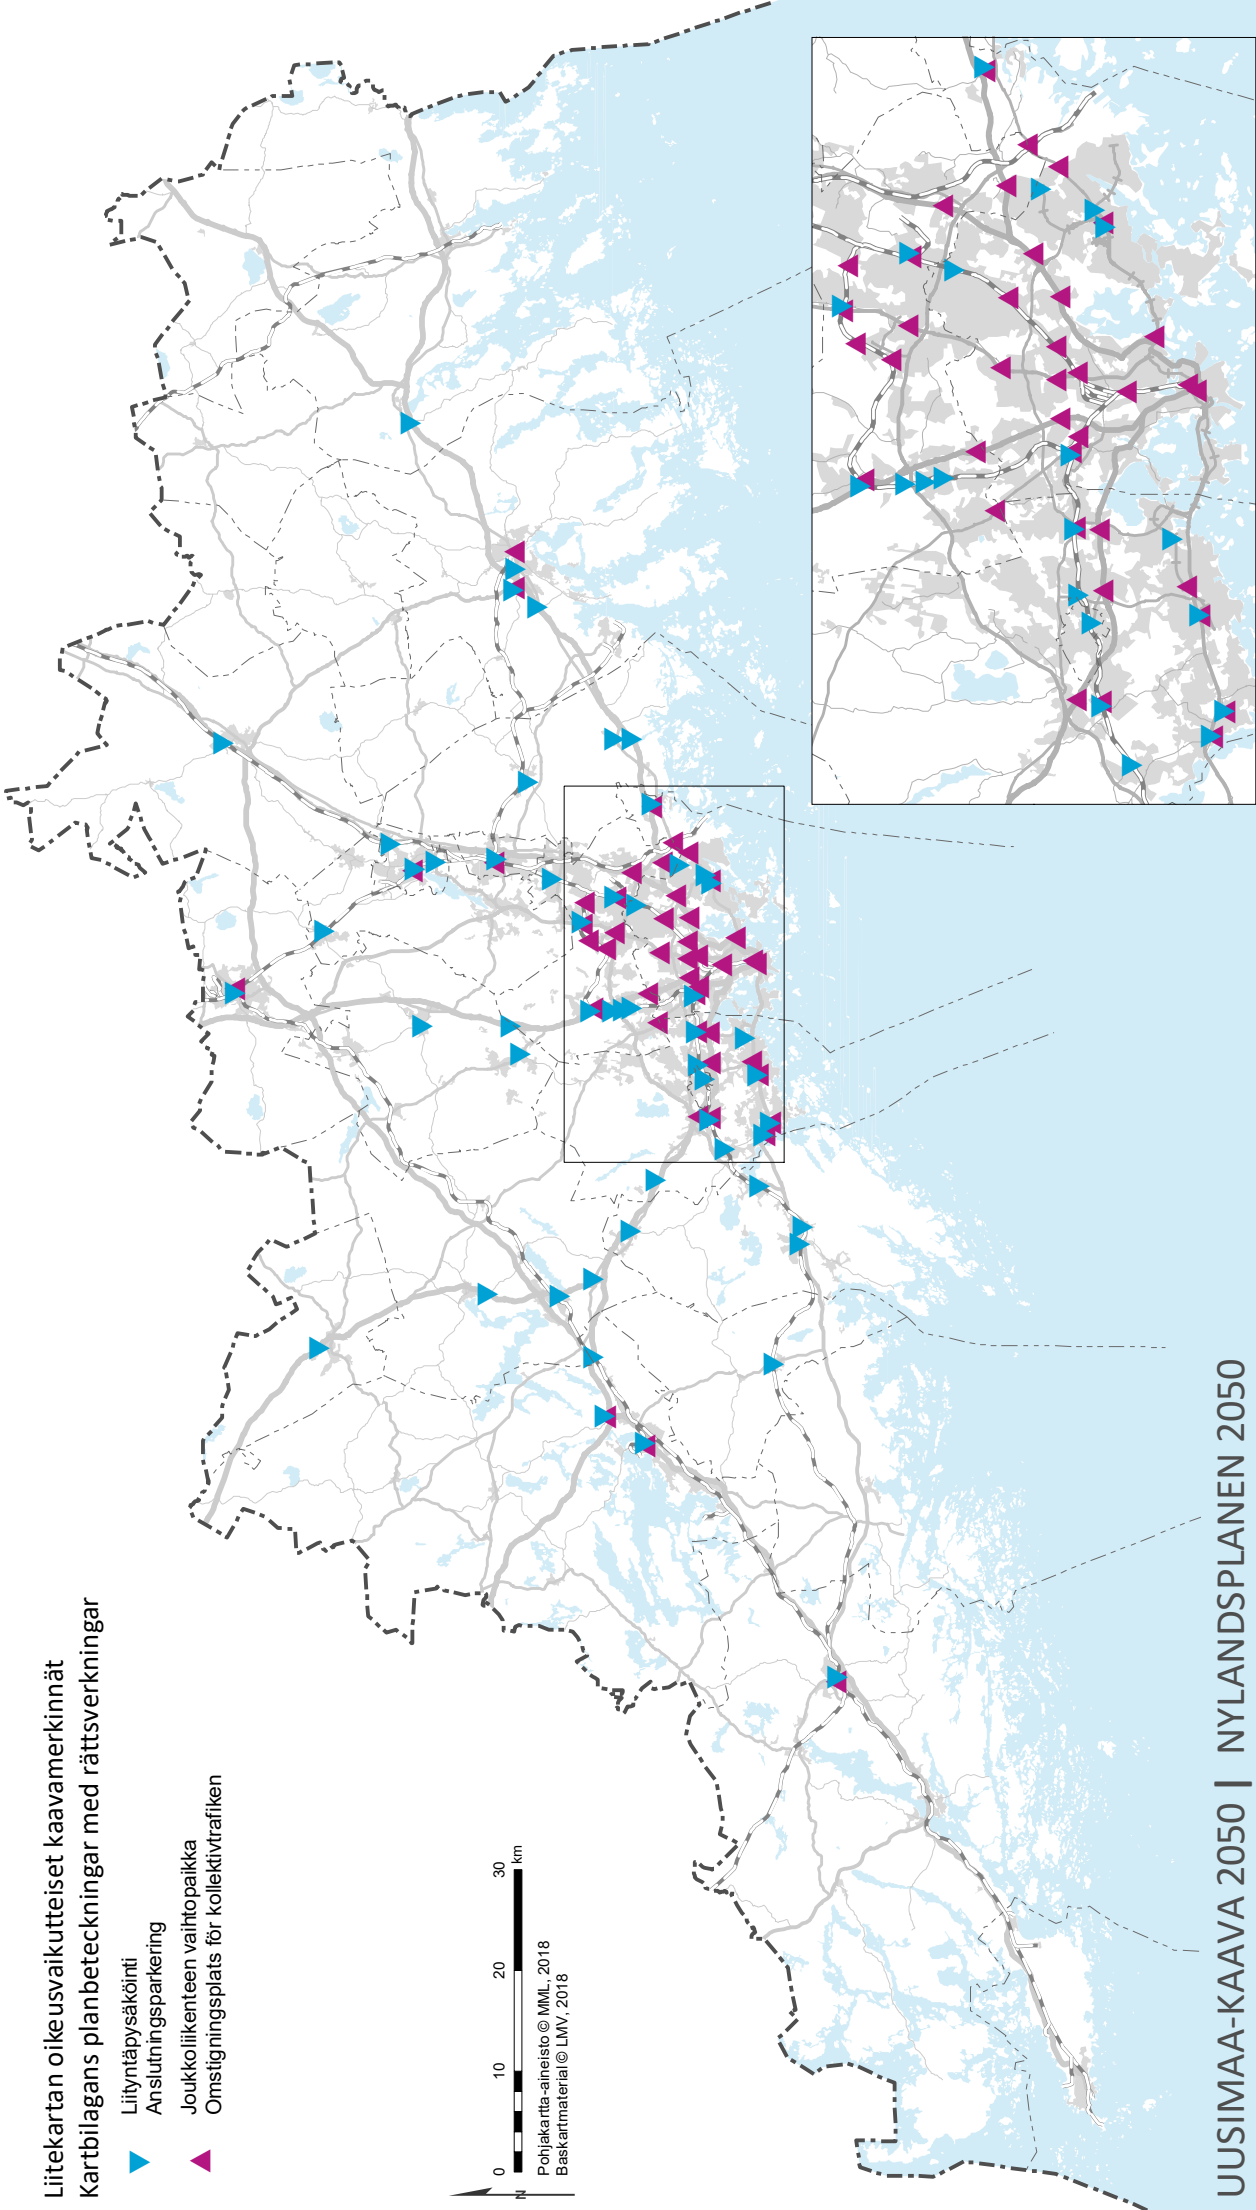 Liitekartan oikeusvaikutteiset kaavamerkinnät
Kartbilagans planbeteckningar med rättsverkningar
Liityntäpysäköinti
Anslutningsparkering
Joukkoliikenteen vaihtopaikka
Omstigningsplats för kollektivtrafiken
0 10 20 30 km
N
Pohjakartta-aineisto © MML, 2018
Baskartmaterial © LMV, 2018
UUSIMAA-KAAVA 2050 | NYLANDSPLANEN 2050